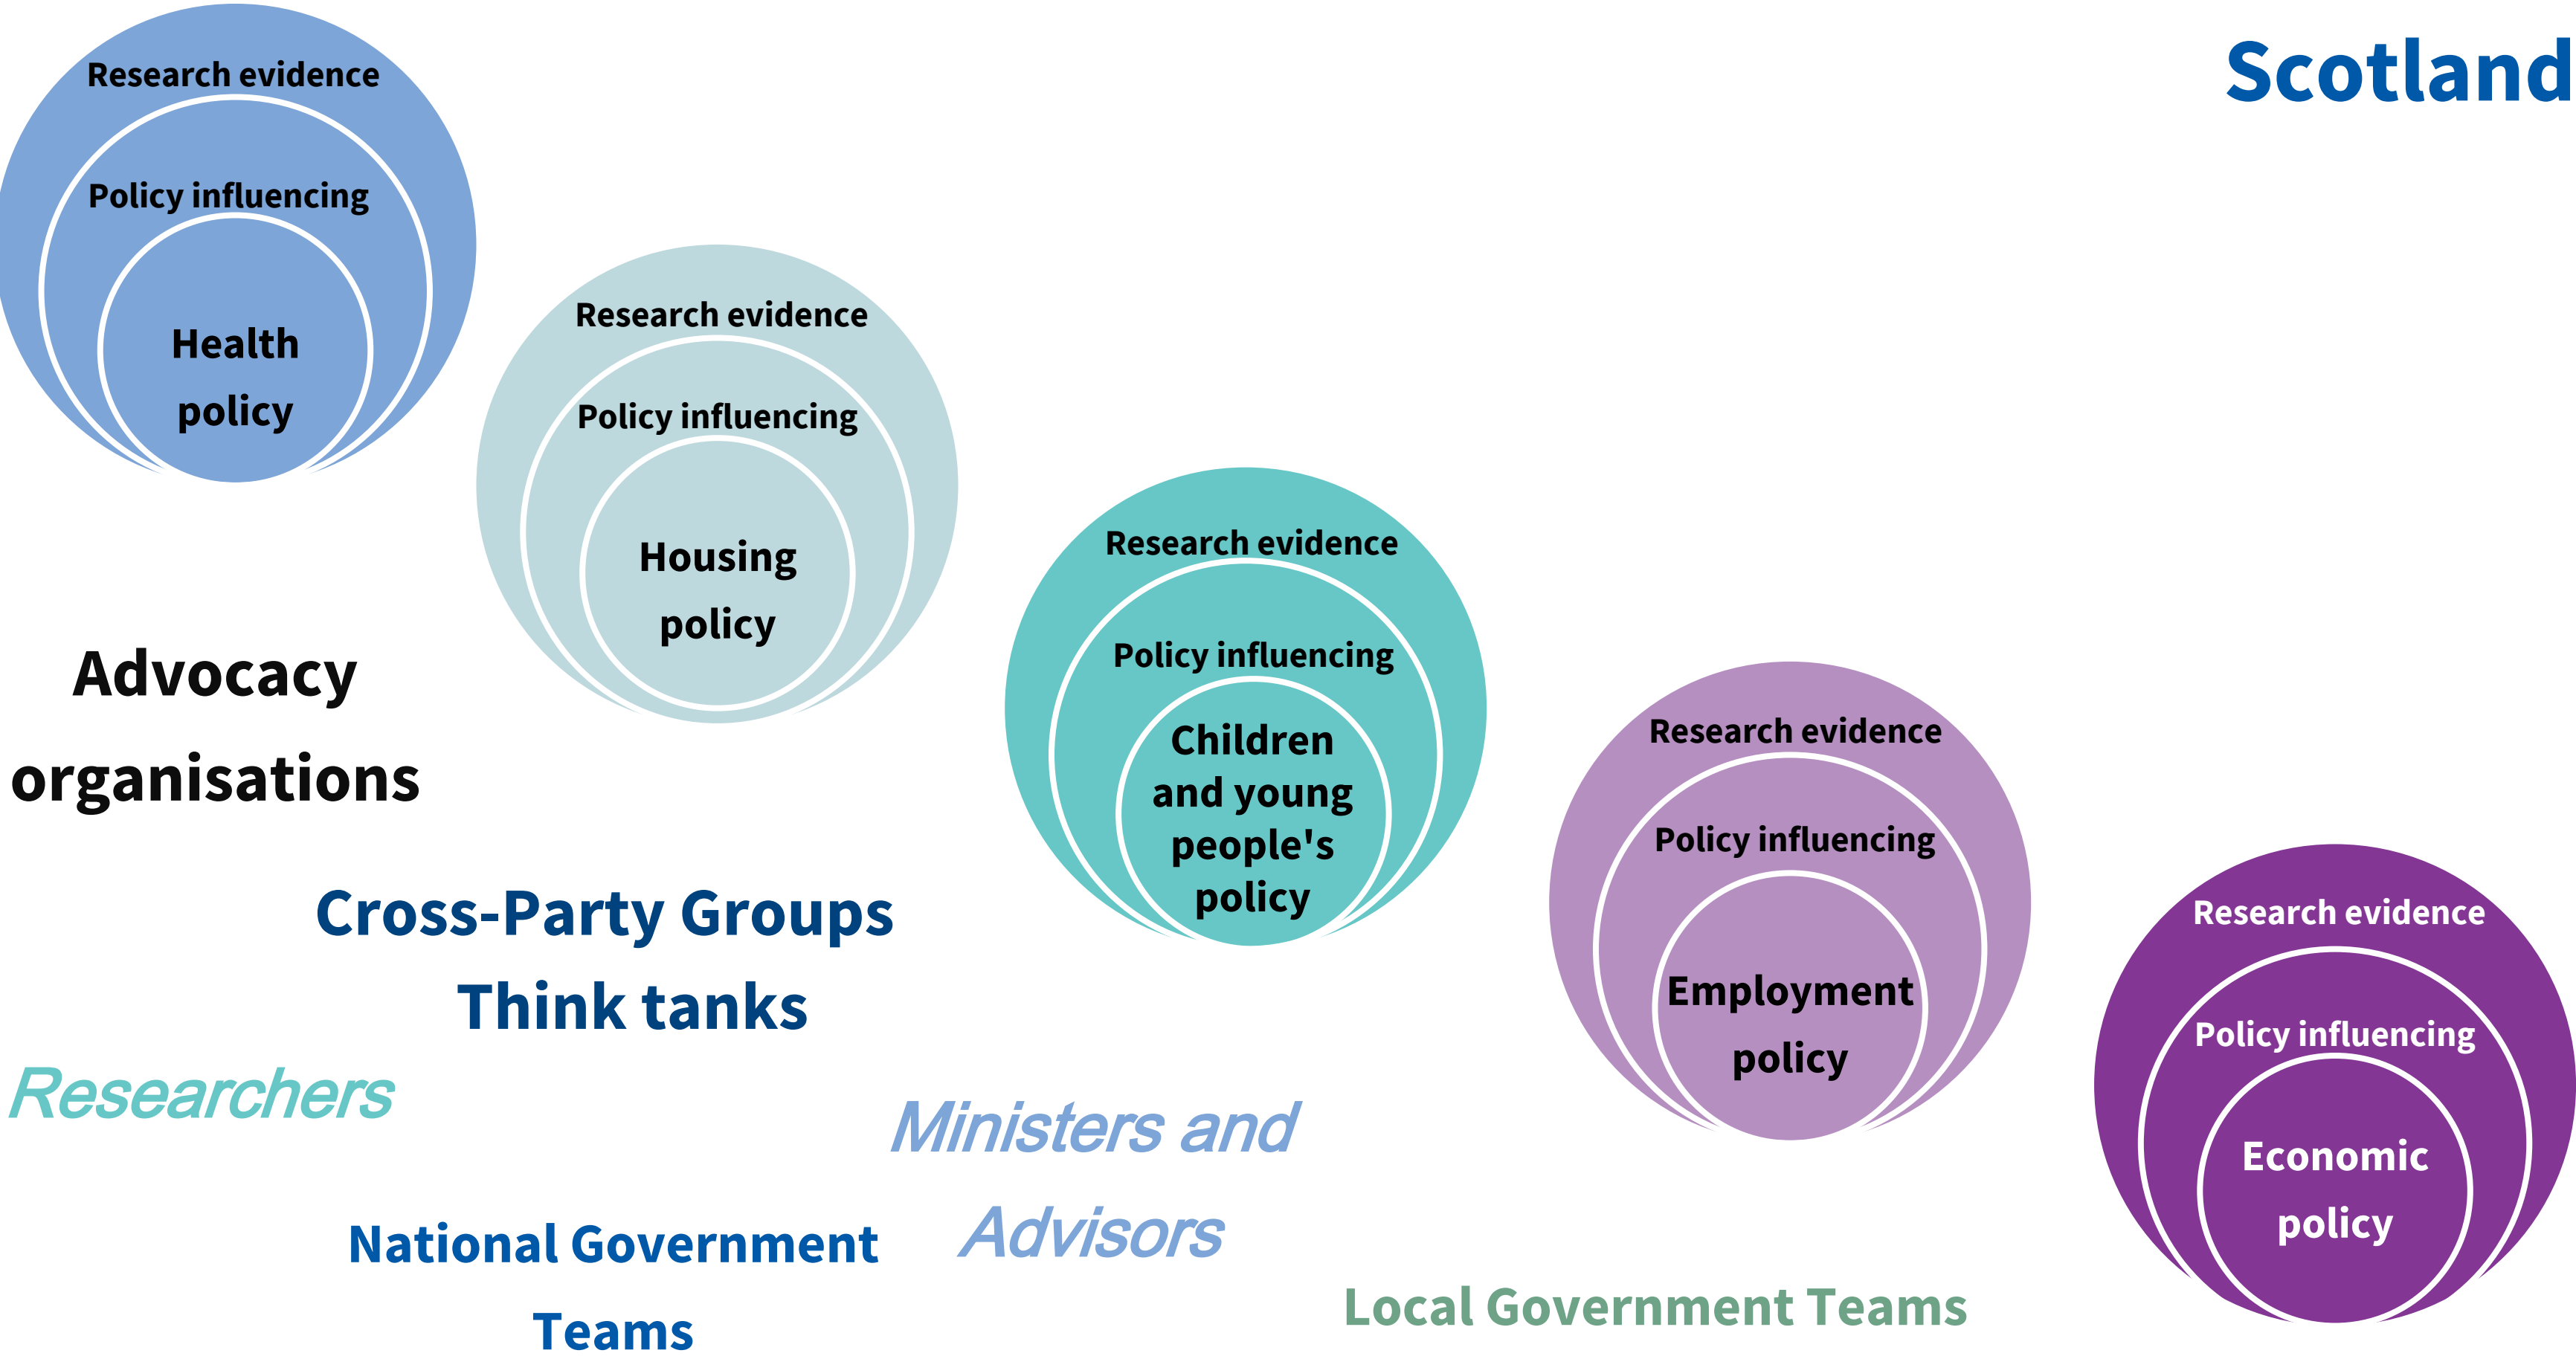 Scotland
Research evidence
Policy influencing
Health
policy
Research evidence
Policy influencing
Housing
policy
Research evidence
Policy influencing
Children
and young
people's
policy
Research evidence
Policy influencing
Employment
policy
Research evidence
Policy influencing
Economic
policy
Advocacy
organisations
Cross-Party Groups
Think tanks
Researchers
Ministers and
Advisors
National Government
Teams
Local Government Teams